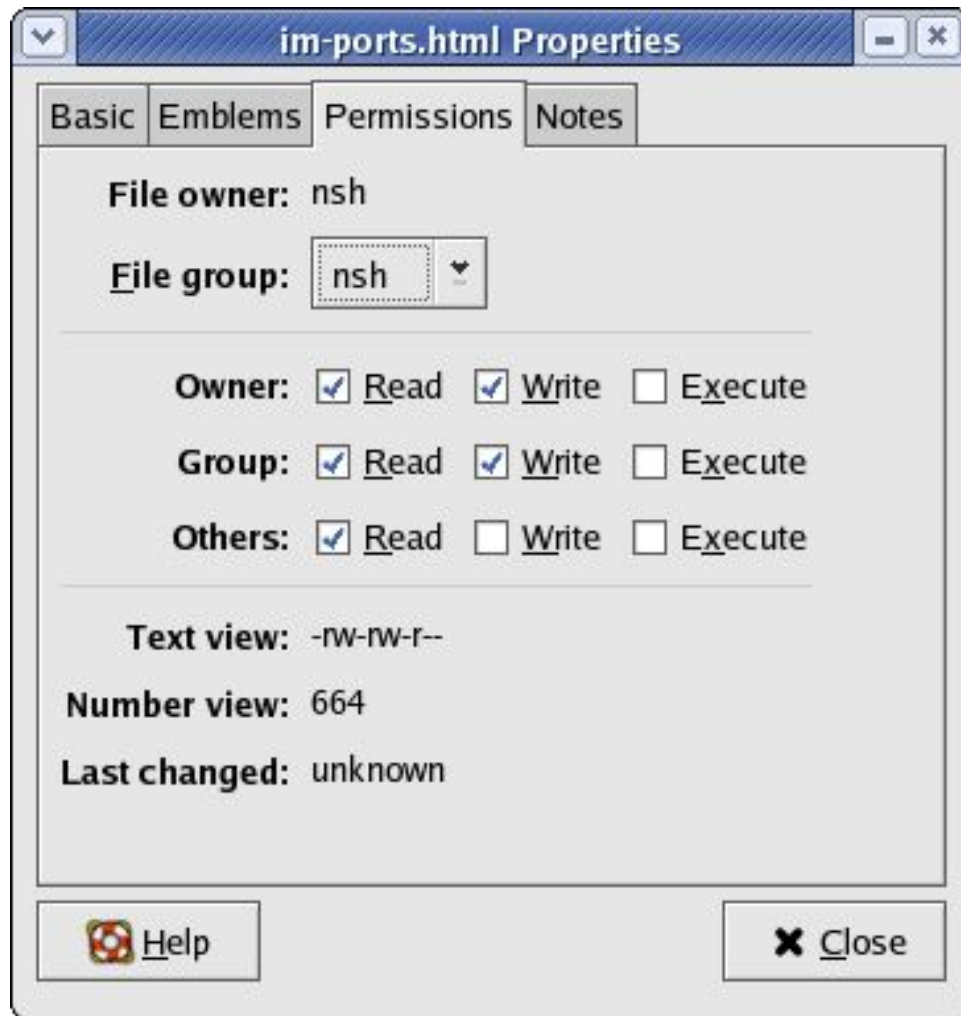 im-ports.html Properties
Basic Emblems Permissions Notes
File owner: nsh
File group: nsh
Owner: Read Write Execute
Group: Read Write Execute
Others: Read Write Execute
Text view: -rw-rw-r--
Number view: 664
Last changed: unknown
Help Close